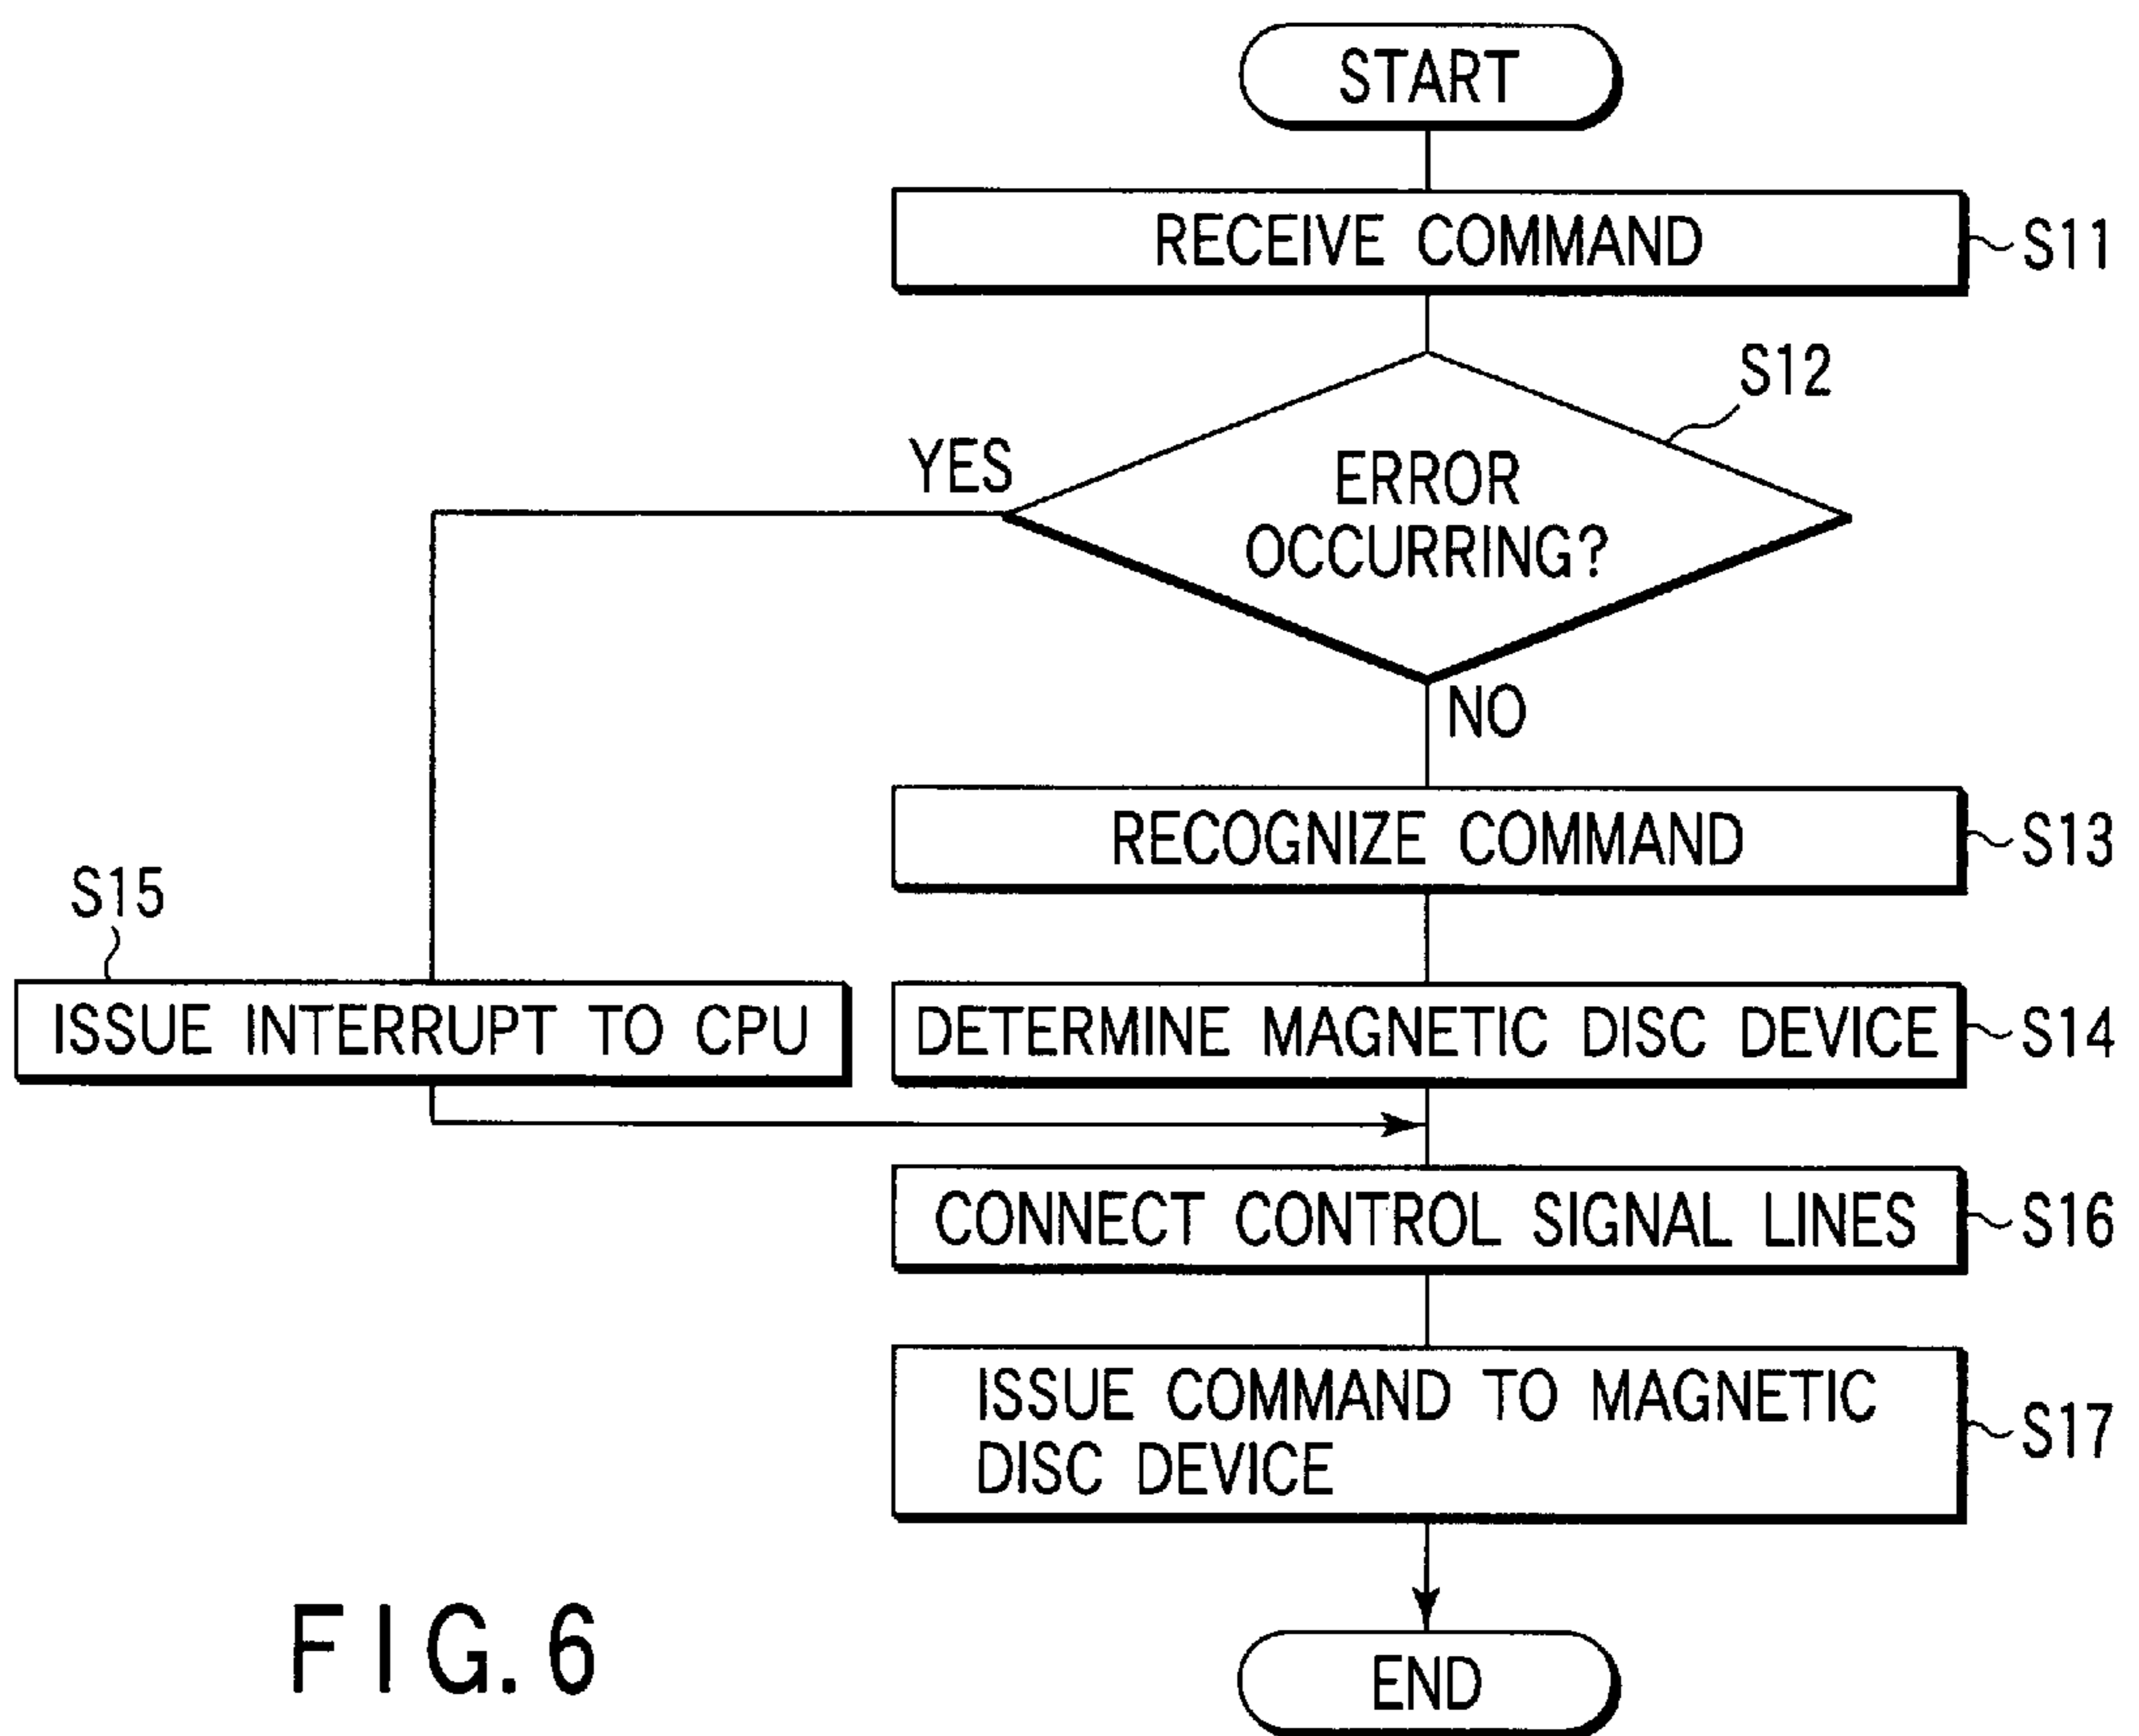 START
RECEIVE COMMAND
S11
S12
YES
ERROR
OCCURRING?
NO
RECOGNIZE COMMAND
S13
S15
ISSUE INTERRUPT TO CPU
DETERMINE MAGNETIC DISC DEVICE
S14
CONNECT CONTROL SIGNAL LINES
S16
ISSUE COMMAND TO MAGNETIC
DISC DEVICE
S17
END
FIG. 6